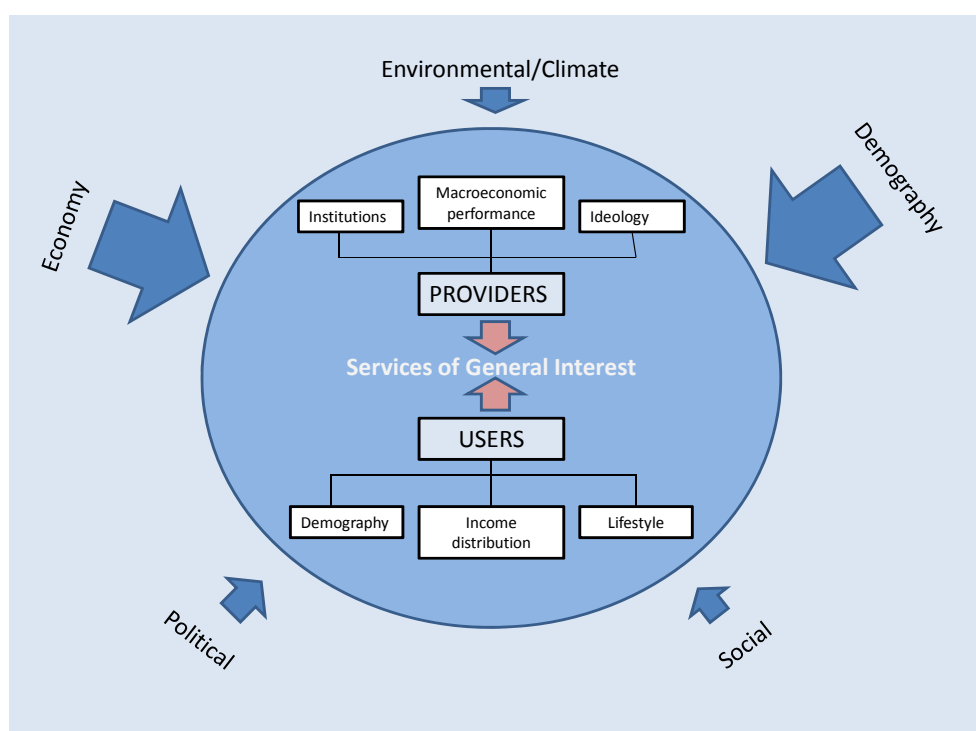 Environmental/Climate
Economy
Demography
Institutions
Macroeconomic
performance
Ideology
PROVIDERS
Services of General Interest
USERS
Demography
Income
distribution
Lifestyle
Political
Social